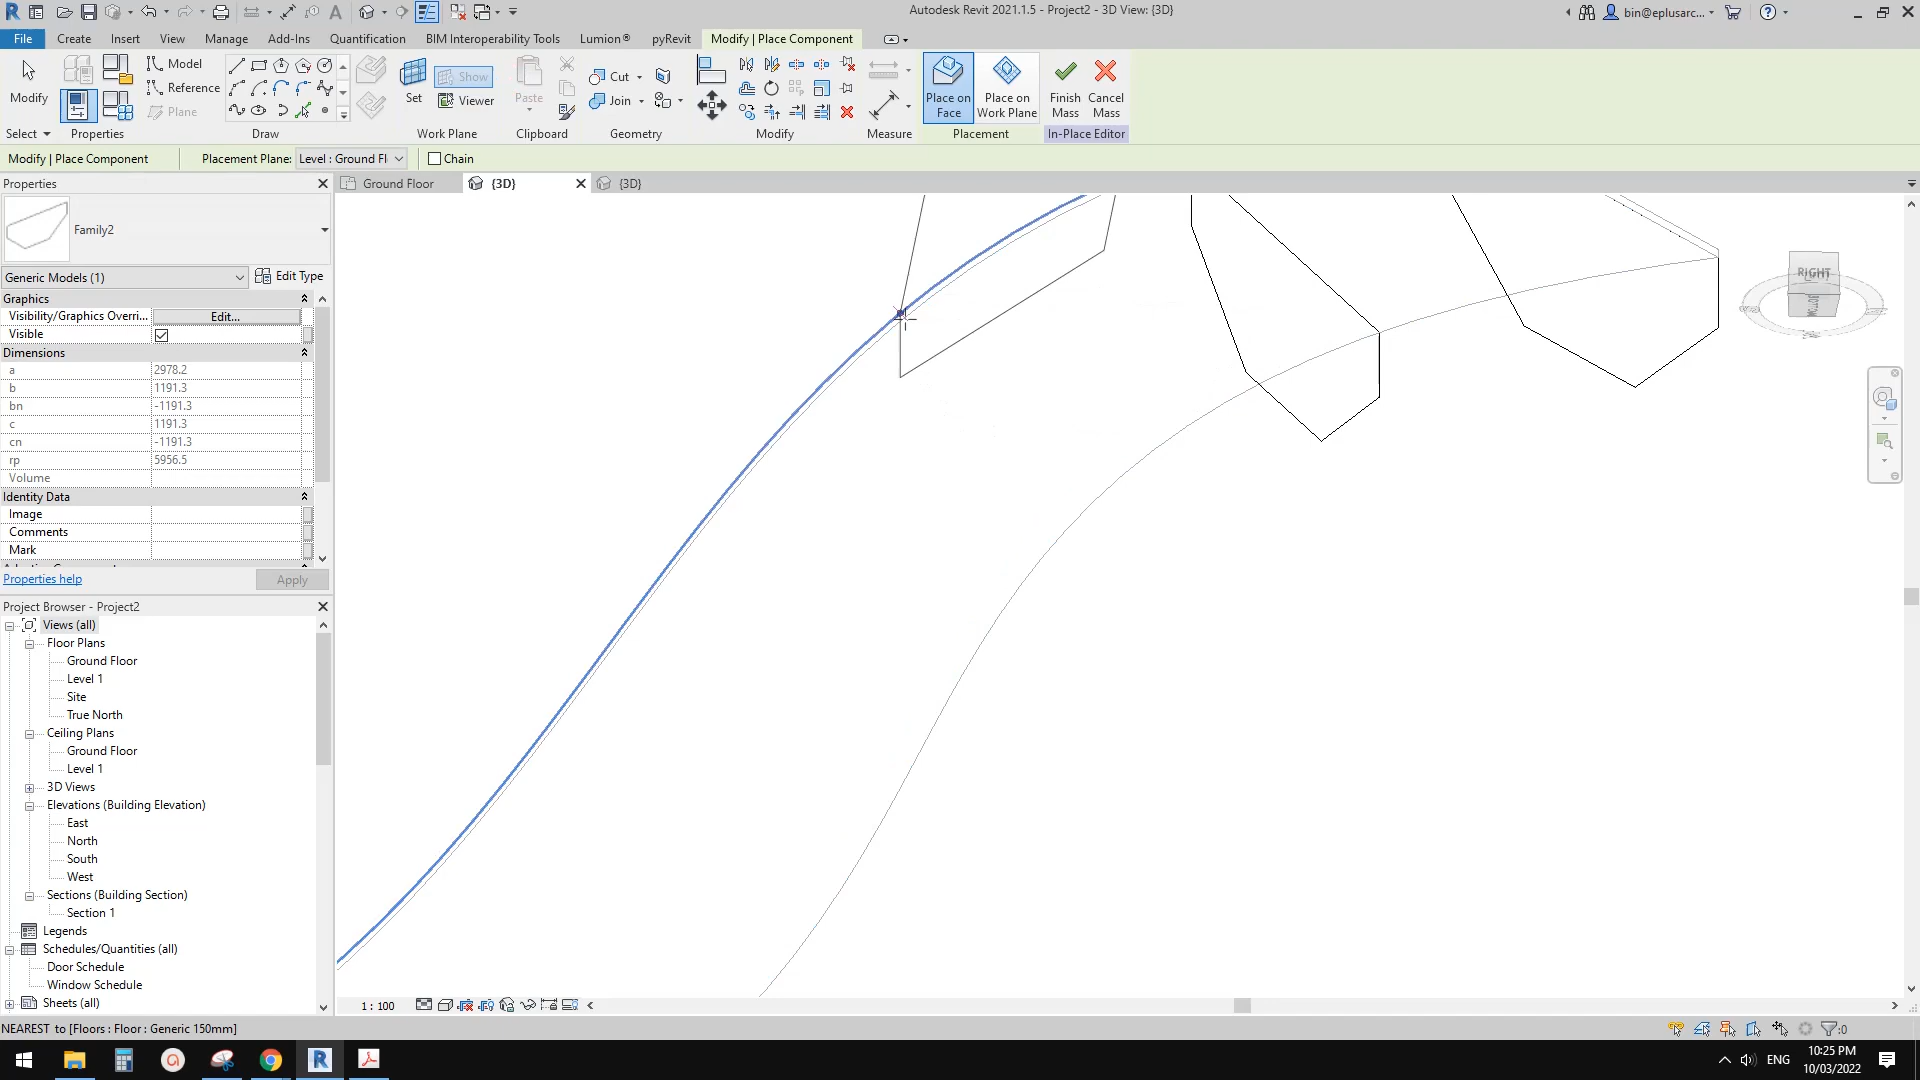 Autodesk Revit 2021.1.5 - Project2 - 3D View: {3D}
bin@eplusarc...
File
Create
Insert
View
Manage
Add-Ins
Quantification
BIM Interoperability Tools
Lumion®
pyRevit
Modify | Place Component
Modify
Model
Reference
Plane
Set
Show
Viewer
Paste
Cut
Join
Place on
Face
Place on
Work Plane
Finish
Mass
Cancel
Mass
Select
Properties
Draw
Work Plane
Clipboard
Geometry
Modify
Measure
Placement
In-Place Editor
Modify | Place Component
Placement Plane:
Level : Ground Fl
Chain
Properties
Ground Floor
{3D}
{3D}
Family2
Generic Models (1)
Edit Type
Graphics
Visibility/Graphics Overri...
Edit...
Visible
Dimensions
a 2978.2
b 1191.3
bn -1191.3
c 1191.3
cn -1191.3
rp 5956.5
Volume
Identity Data
Image
Comments
Mark
Properties help
Apply
Project Browser - Project2
Views (all)
Floor Plans
Ground Floor
Level 1
Site
True North
Ceiling Plans
Ground Floor
Level 1
3D Views
Elevations (Building Elevation)
East
North
South
West
Sections (Building Section)
Section 1
Legends
Schedules/Quantities (all)
Door Schedule
Window Schedule
Sheets (all)
RIGHT
BOTTOM
1 : 100
NEAREST to [Floors : Floor : Generic 150mm]
:0
ENG
10:25 PM
10/03/2022